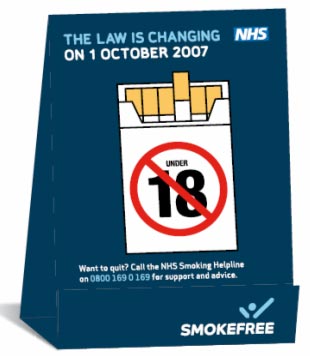 THE LAW IS CHANGING NHS
ON 1 OCTOBER 2007
UNDER
18
Want to quit? Call the NHS Smoking Helpline
on 0800 169 0 169 for support and advice.
SMOKEFREE